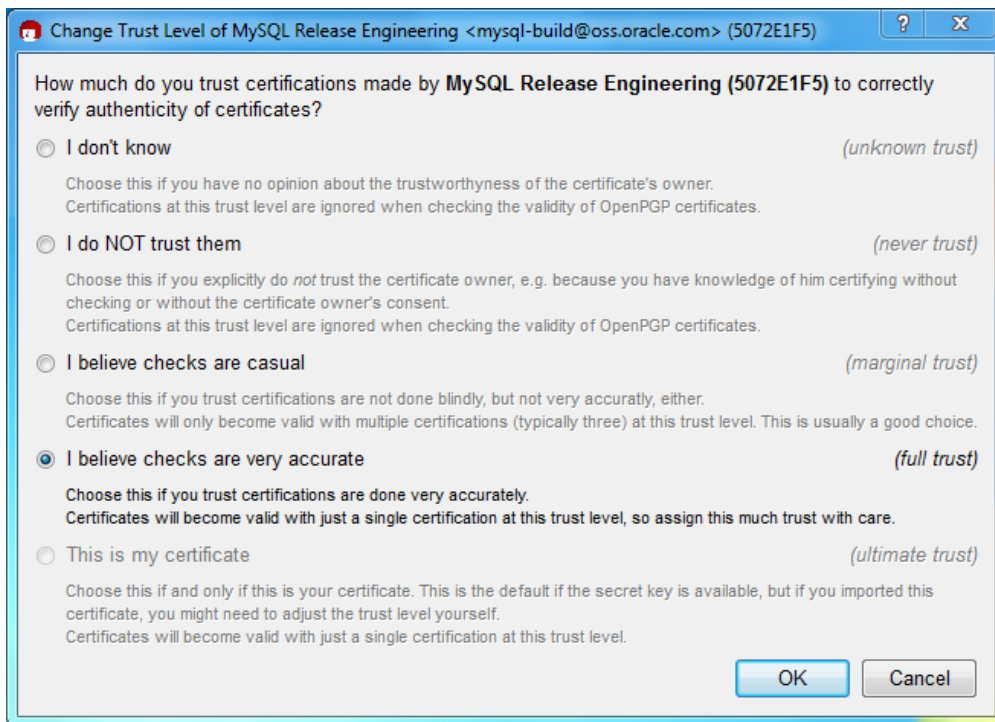 Change Trust Level of MySQL Release Engineering <mysql-build@oss.oracle.com> (5072E1F5)
How much do you trust certifications made by MySQL Release Engineering (5072E1F5) to correctly
verify authenticity of certificates?
I don't know (unknown trust)
Choose this if you have no opinion about the trustworthyness of the certificate's owner.
Certifications at this trust level are ignored when checking the validity of OpenPGP certificates.
I do NOT trust them (never trust)
Choose this if you explicitly do not trust the certificate owner, e.g. because you have knowledge of him certifying without
checking or without the certificate owner's consent.
Certifications at this trust level are ignored when checking the validity of OpenPGP certificates.
I believe checks are casual (marginal trust)
Choose this if you trust certifications are not done blindly, but not very accuratly, either.
Certificates will only become valid with multiple certifications (typically three) at this trust level. This is usually a good choice.
I believe checks are very accurate (full trust)
Choose this if you trust certifications are done very accurately.
Certificates will become valid with just a single certification at this trust level, so assign this much trust with care.
This is my certificate (ultimate trust)
Choose this if and only if this is your certificate. This is the default if the secret key is available, but if you imported this
certificate, you might need to adjust the trust level yourself.
Certificates will become valid with just a single certification at this trust level.
OK Cancel